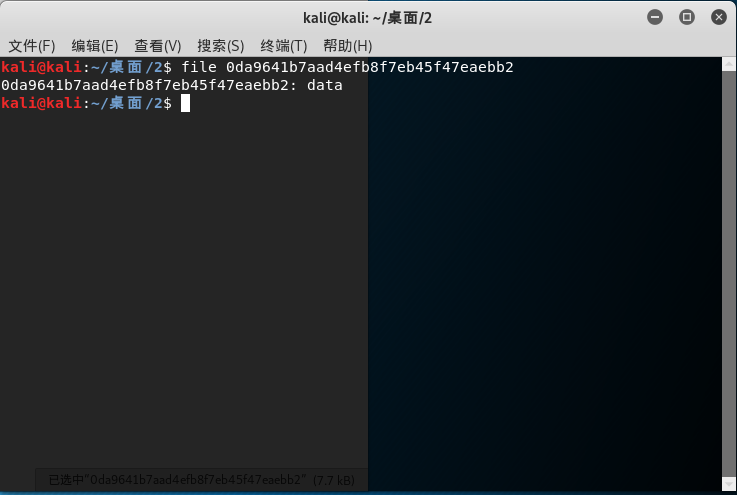 kali@kali: ~/桌面/2
文件(F) 编辑(E) 查看(V) 搜索(S) 终端(T) 帮助(H)
kali@kali:~/桌面/2$ file 0da9641b7aad4efb8f7eb45f47eaebb2
0da9641b7aad4efb8f7eb45f47eaebb2: data
kali@kali:~/桌面/2$
已选中"0da9641b7aad4efb8f7eb45f47eaebb2" (7.7 kB)